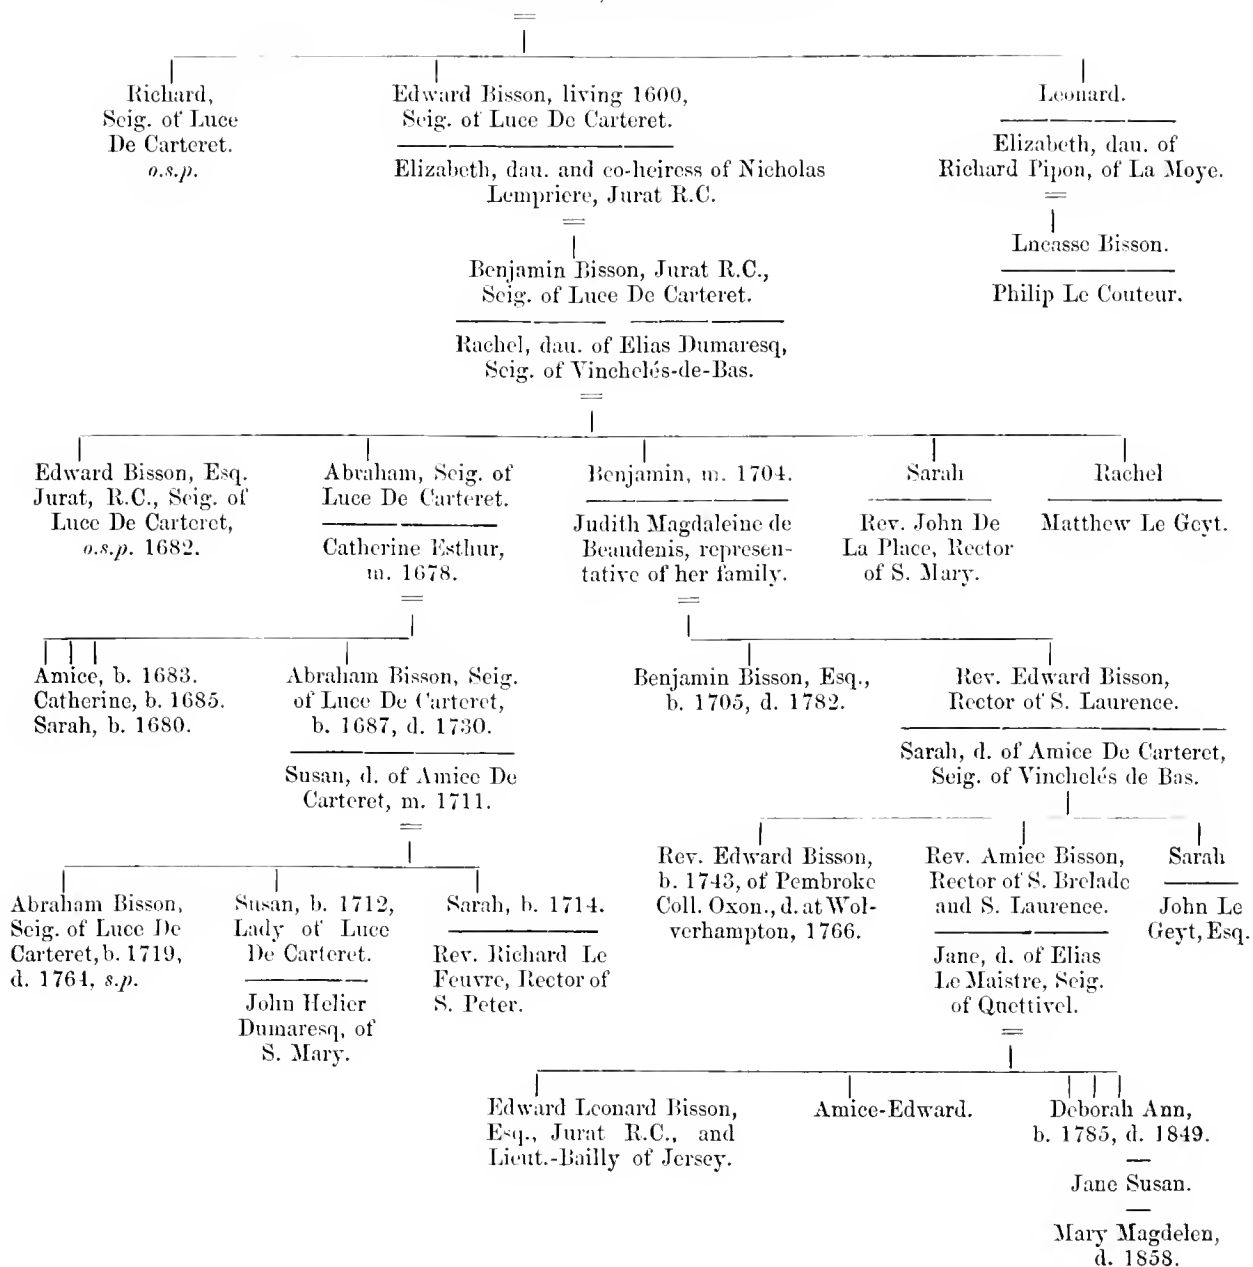 Richard,
Seig. of Luce
De Carteret.
o.s.p.
Edward Bisson, living 1600,
Seig. of Luce De Carteret.
Elizabeth, dau. and co-heiress of Nicholas
Lempriere, Jurat R.C.
Leonard.
Elizabeth, dau. of
Richard Pipon, of La Moye.
Lucasse Bisson.
Philip Le Couteur.
Benjamin Bisson, Jurat R.C.,
Seig. of Luce De Carteret.
Rachel, dau. of Elias Dumaresq,
Seig. of Vinchelés-de-Bas.
Edward Bisson, Esq.
Jurat, R.C., Seig. of
Luce De Carteret,
o.s.p. 1682.
Abraham, Seig. of
Luce De Carteret.
Catherine Esthur,
m. 1678.
Benjamin, m. 1704.
Judith Magdaleine de
Beaudenis, represen-
tative of her family.
Sarah
Rev. John De
La Place, Rector
of S. Mary.
Rachel
Matthew Le Geyt.
Amice, b. 1683.
Catherine, b. 1685.
Sarah, b. 1680.
Abraham Bisson, Seig.
of Luce De Carteret,
b. 1687, d. 1730.
Susan, d. of Amice De
Carteret, m. 1711.
Benjamin Bisson, Esq.,
b. 1705, d. 1782.
Rev. Edward Bisson,
Rector of S. Laurence.
Sarah, d. of Amice De Carteret,
Seig. of Vinchelés de Bas.
Abraham Bisson,
Seig. of Luce De
Carteret, b. 1719,
d. 1764, s.p.
Susan, b. 1712,
Lady of Luce
De Carteret.
John Helier
Dumaresq, of
S. Mary.
Sarah, b. 1714.
Rev. Richard Le
Feuvre, Rector of
S. Peter.
Rev. Edward Bisson,
b. 1743, of Pembroke
Coll. Oxon., d. at Wol-
verhampton, 1766.
Rev. Amice Bisson,
Rector of S. Brelade
and S. Laurence.
Jane, d. of Elias
Le Maistre, Seig.
of Quettivel.
Sarah
John Le
Geyt, Esq.
Edward Leonard Bisson,
Esq., Jurat R.C., and
Lieut.-Bailly of Jersey.
Amice-Edward.
Deborah Ann,
b. 1785, d. 1849.
Jane Susan.
Mary Magdelen,
d. 1858.